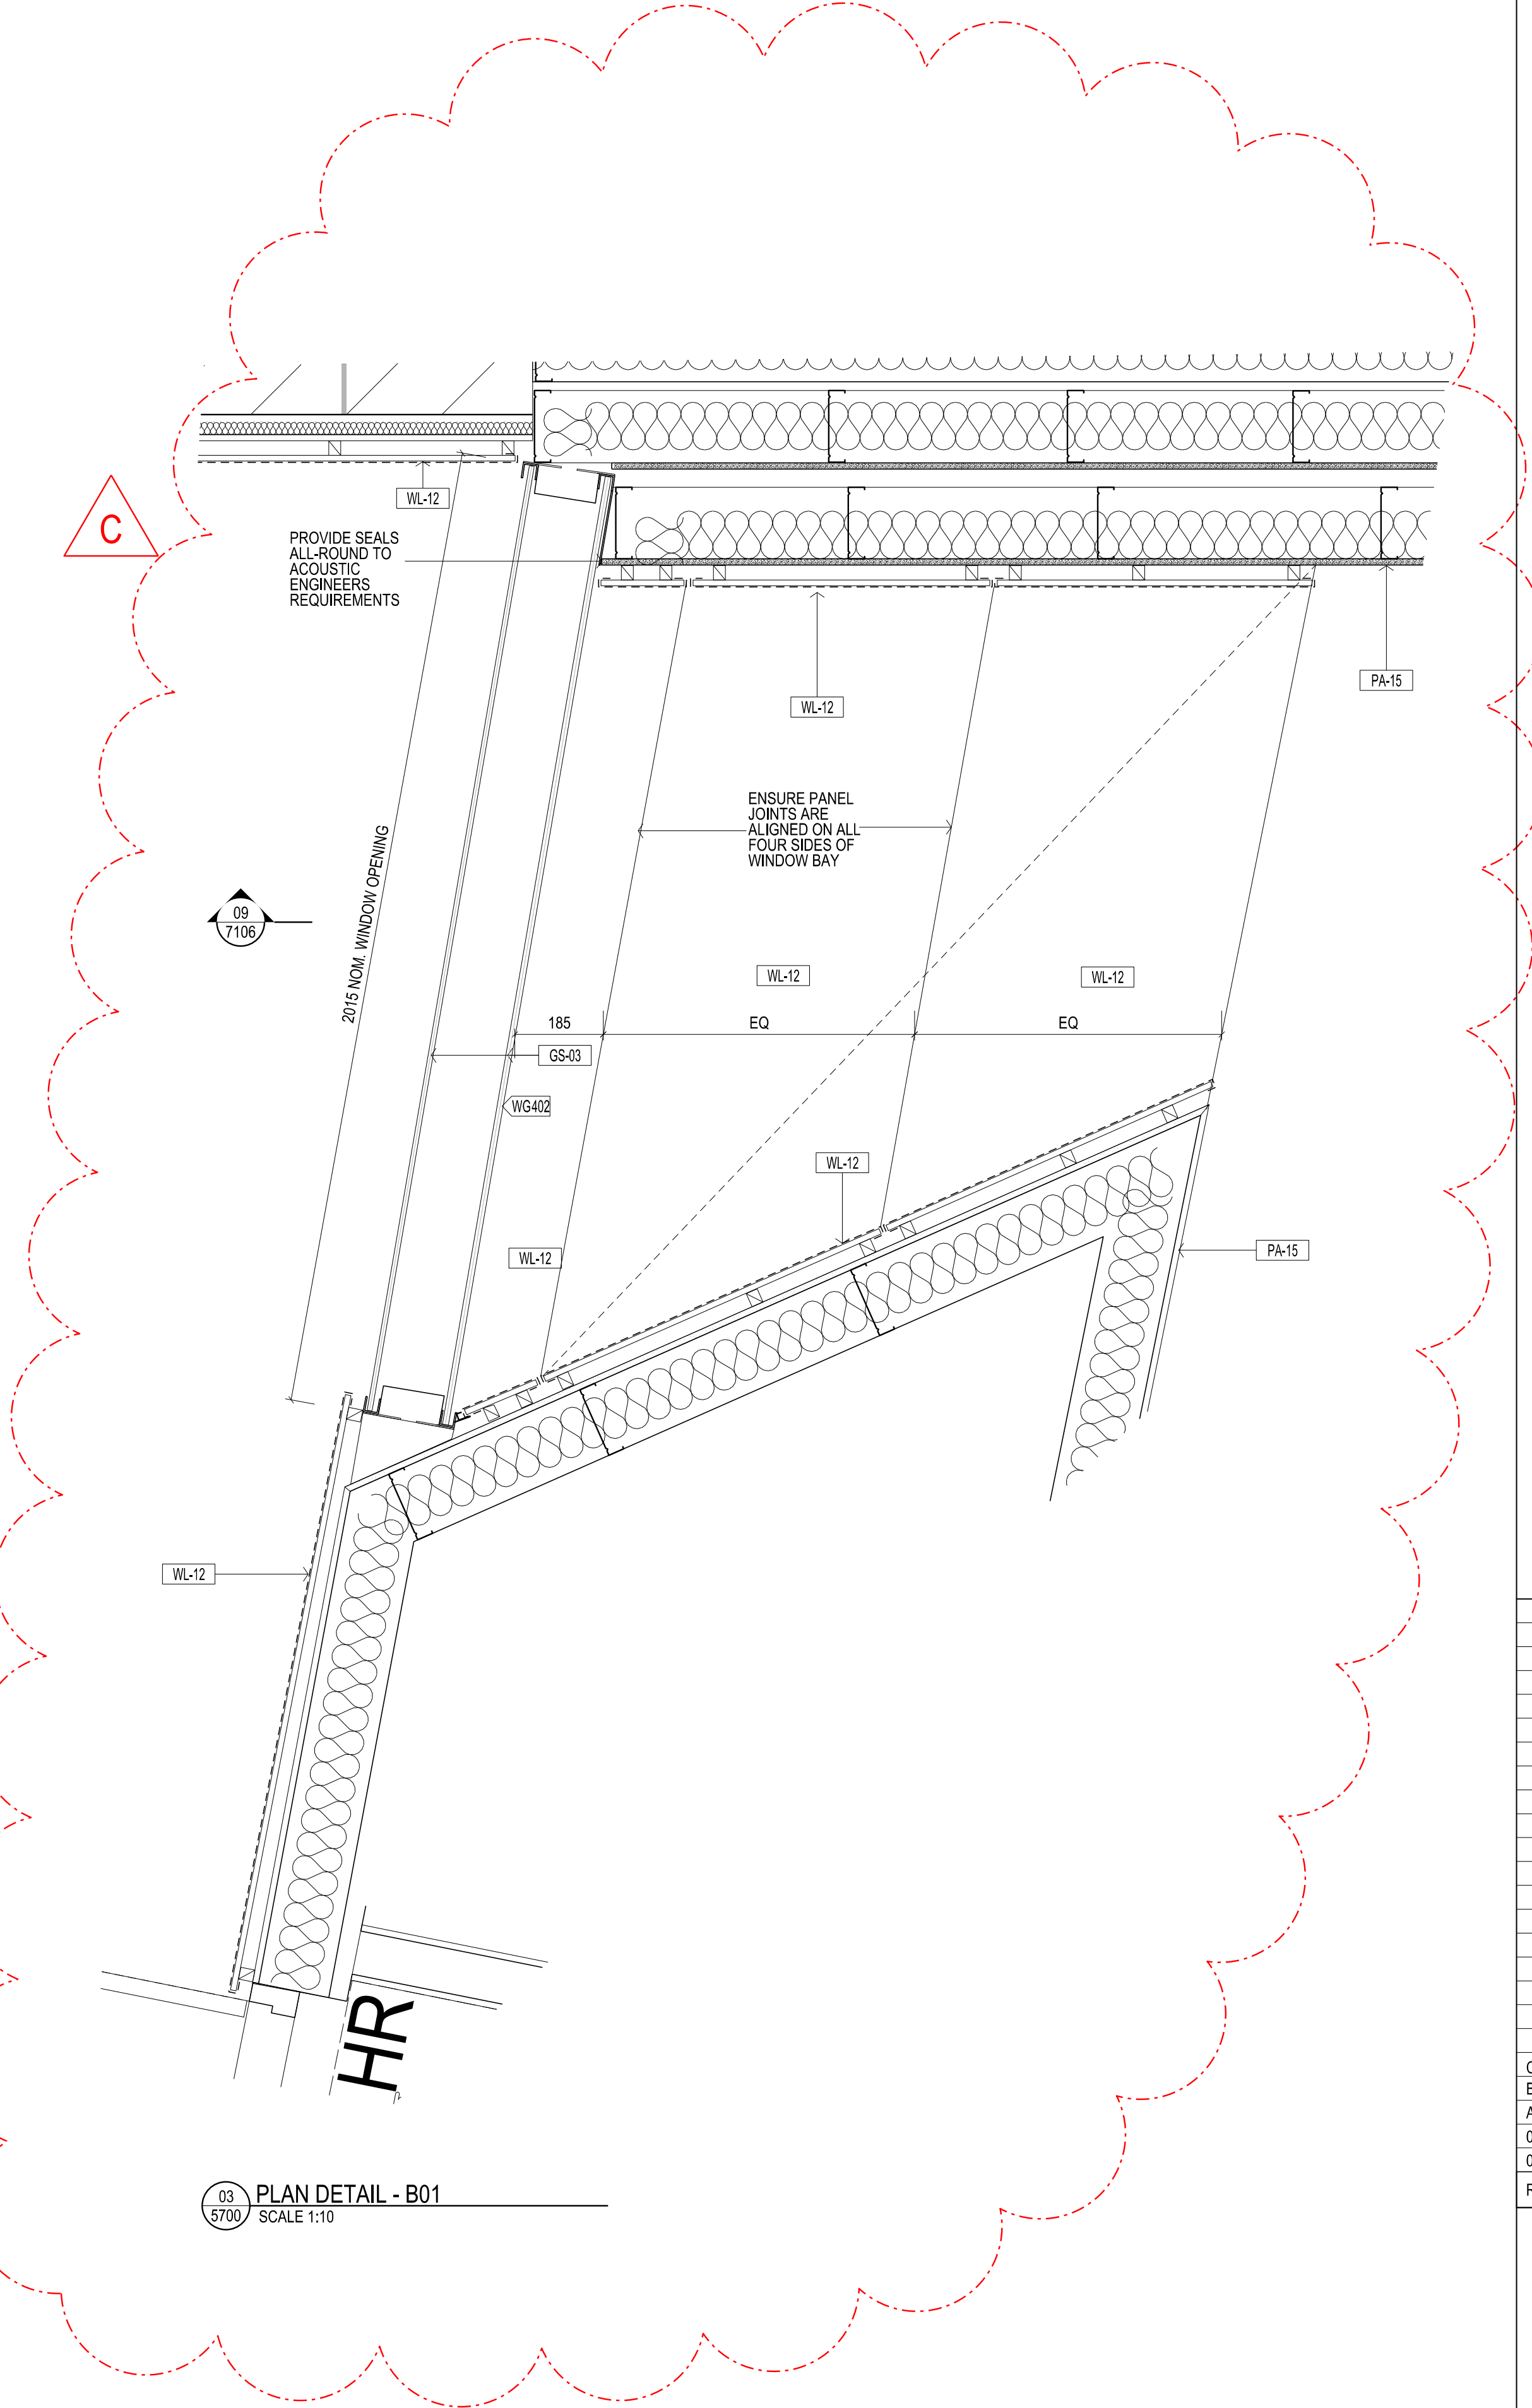 WL-12
C
PROVIDE SEALS
ALL-ROUND TO
ACOUSTIC
ENGINEERS
REQUIREMENTS
PA-15
WL-12
ENSURE PANEL
JOINTS ARE
ALIGNED ON ALL
FOUR SIDES OF
WINDOW BAY
2015 NOM. WINDOW OPENING
09
7106
WL-12
WL-12
185
EQ
EQ
GS-03
WG402
WL-12
WL-12
PA-15
WL-12
HR
03
5700
PLAN DETAIL - B01
SCALE 1:10